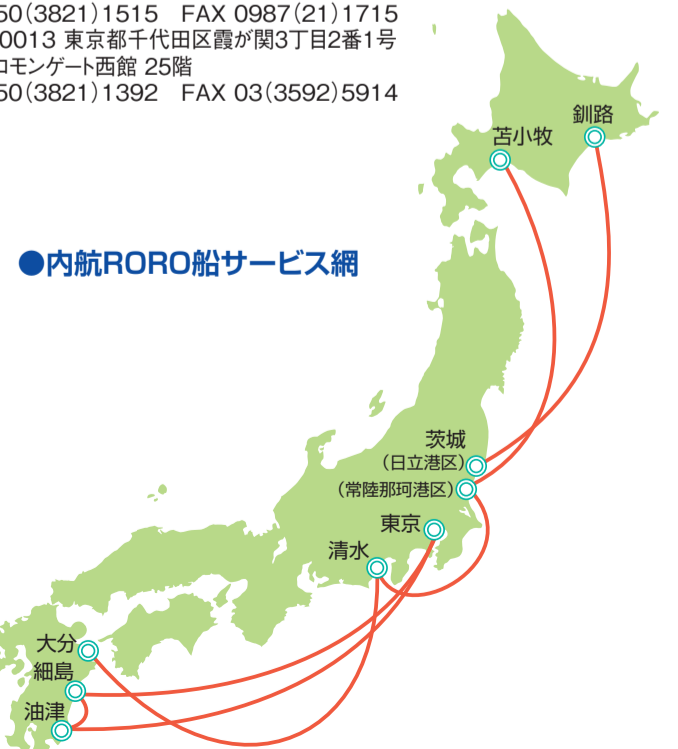 50(3821)1515 FAX 0987(21)1715
0013 東京都千代田区霞が関3丁目2番1号
コモンゲート西館 25階
50(3821)1392 FAX 03(3592)5914
釧路
苫小牧
●内航RORO船サービス網
茨城
(日立港区)
(常陸那珂港区)
東京
清水
大分
細島
油津